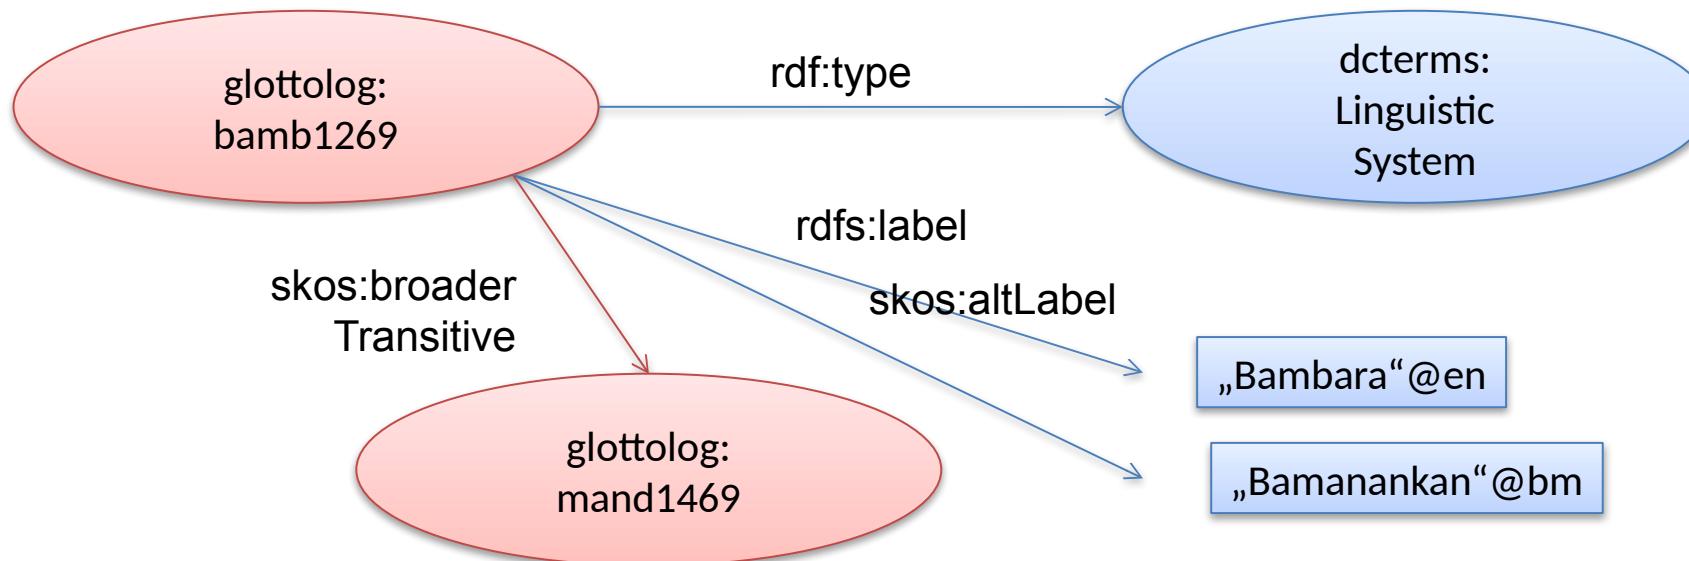 glottolog:
bamb1269
rdf:type
dcterms:
Linguistic
System
rdfs:label
skos:altLabel
skos:broader
Transitive
„Bambara“@en
glottolog:
mand1469
„Bamanankan“@bm